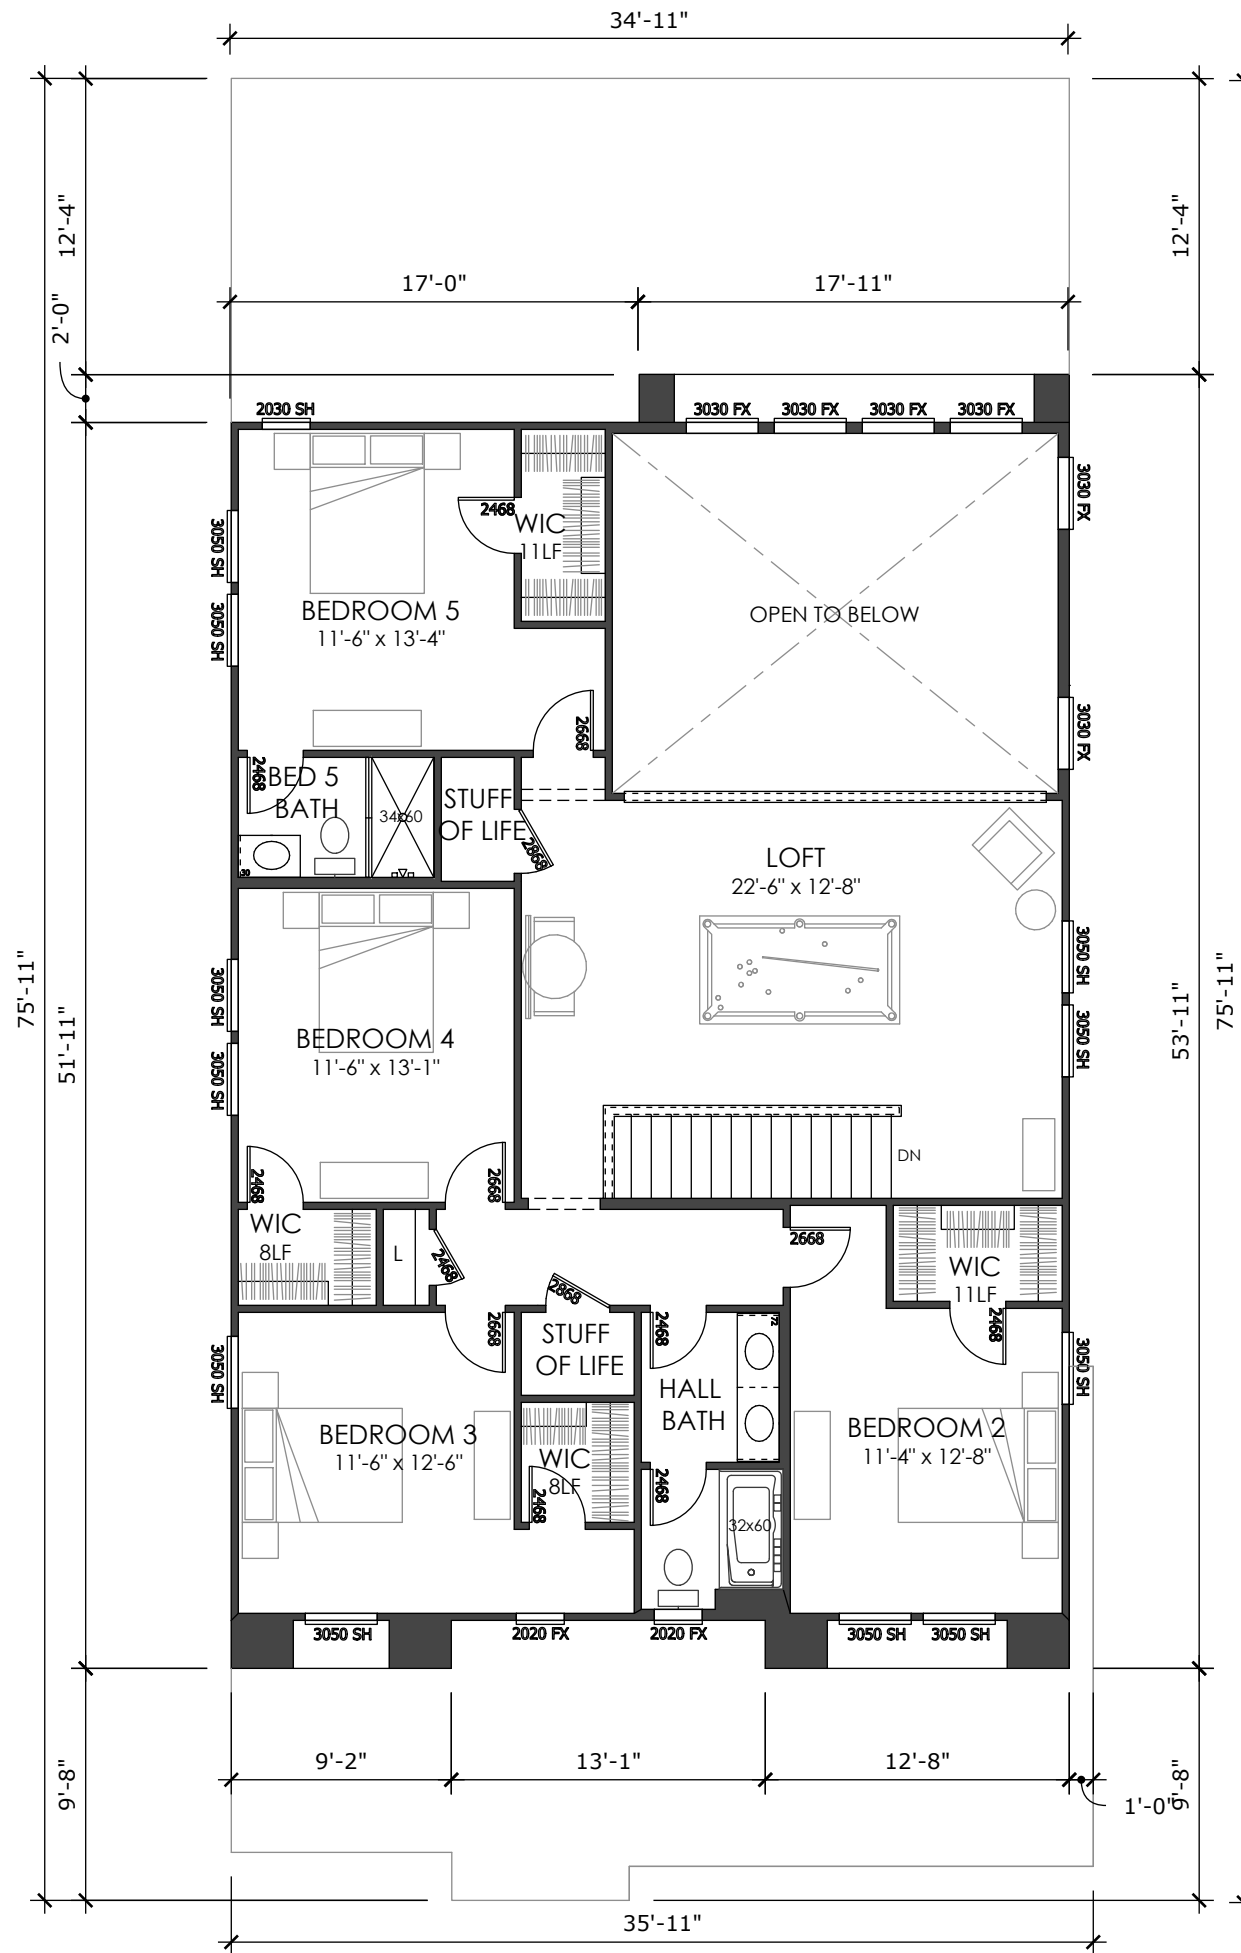 34'-11"
12'-4"
12'-4"
17'-0"
17'-11"
2'-0"
2030 SH
3030 FX
3030 FX
3030 FX
3030 FX
3030 FX
2468
WIC
11LF
3050 SH
3050 SH
BEDROOM 5
11'-6" x 13'-4"
OPEN TO BELOW
2668
3030 FX
2468
BED 5
BATH
34x60
30
STUFF
OF LIFE
2868
LOFT
22'-6" x 12'-8"
3050 SH
3050 SH
75'-11"
51'-11"
53'-11"
75'-11"
3050 SH
3050 SH
BEDROOM 4
11'-6" x 13'-1"
DN
2468
2668
WIC
8LF
L
2468
2668
WIC
11LF
2868
2668
STUFF
OF LIFE
2468
72
2468
3050 SH
3050 SH
HALL
BATH
BEDROOM 3
11'-6" x 12'-6"
WIC
8LF
2468
2468
32x60
BEDROOM 2
11'-4" x 12'-8"
3050 SH
2020 FX
2020 FX
3050 SH
3050 SH
9'-8"
9'-2"
13'-1"
12'-8"
1'-0"
9'-8"
35'-11"